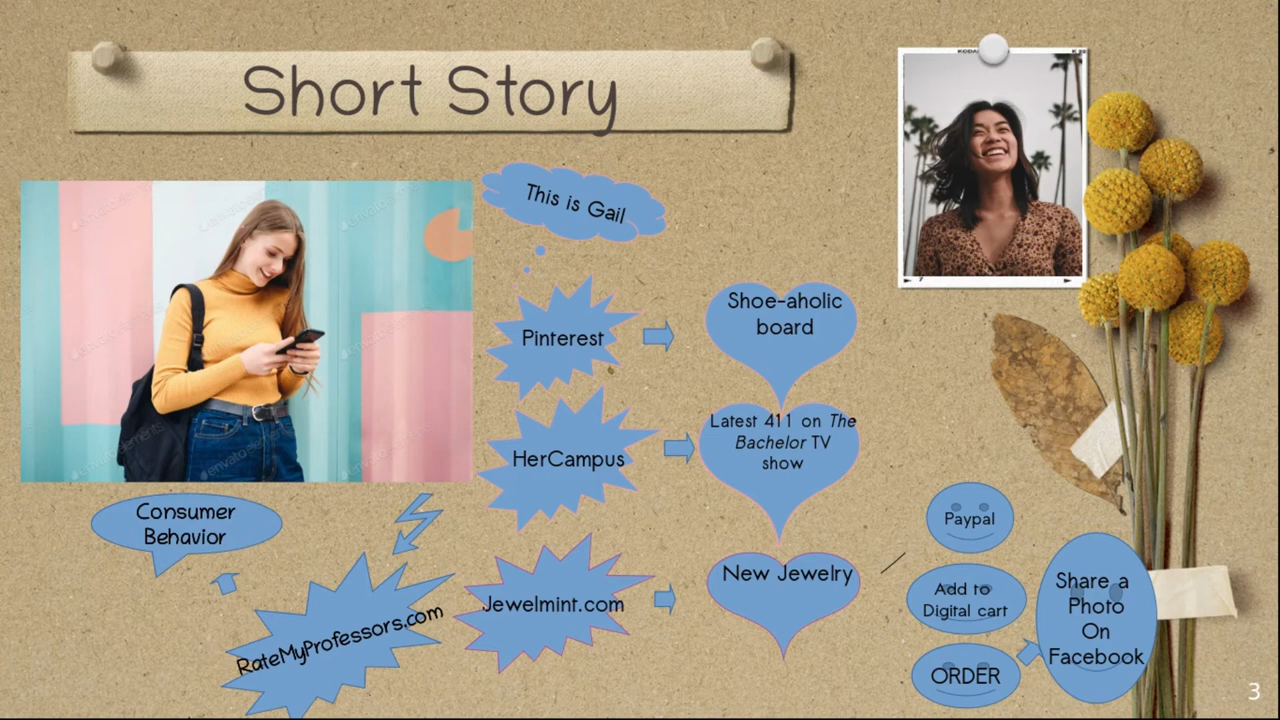 Short Story
KODAK
This is Gail
Pinterest
Shoe-aholic
board
HerCampus
Latest 411 on The
Bachelor TV
show
Consumer
Behavior
RateMyProfessors.com
Jewelmint.com
New Jewelry
Paypal
Add to
Digital cart
ORDER
Share a
Photo
On
Facebook
3